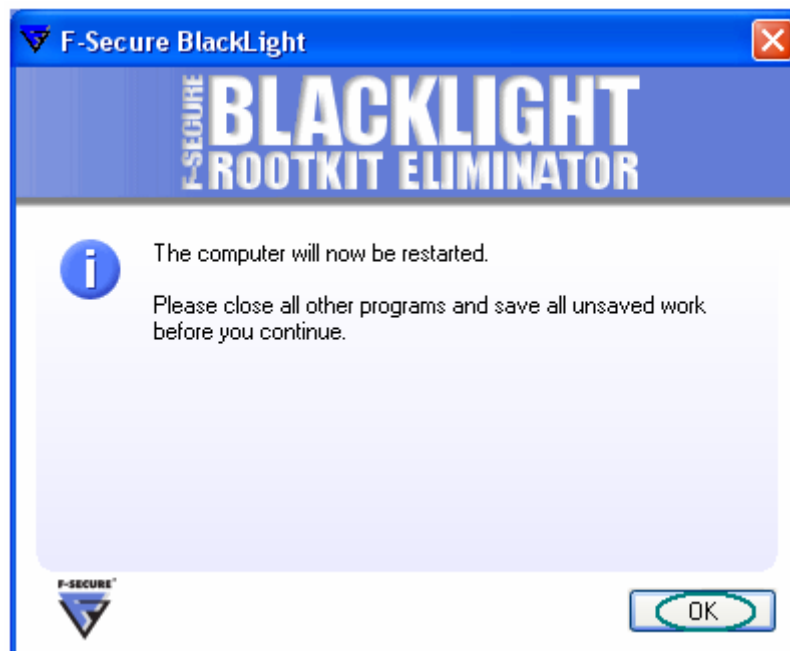 F-Secure BlackLight
F-SECURE
BLACKLIGHT
ROOTKIT ELIMINATOR
The computer will now be restarted.
Please close all other programs and save all unsaved work
before you continue.
F-SECURE
OK